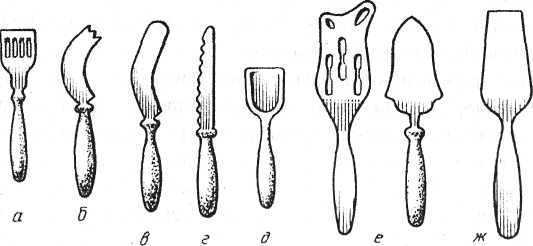 а б в г д е ж